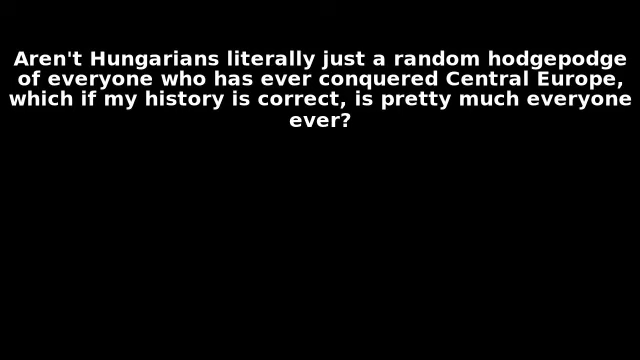 Aren't Hungarians literally just a random hodgepodge
of everyone who has ever conquered Central Europe,
which if my history is correct, is pretty much everyone
ever?